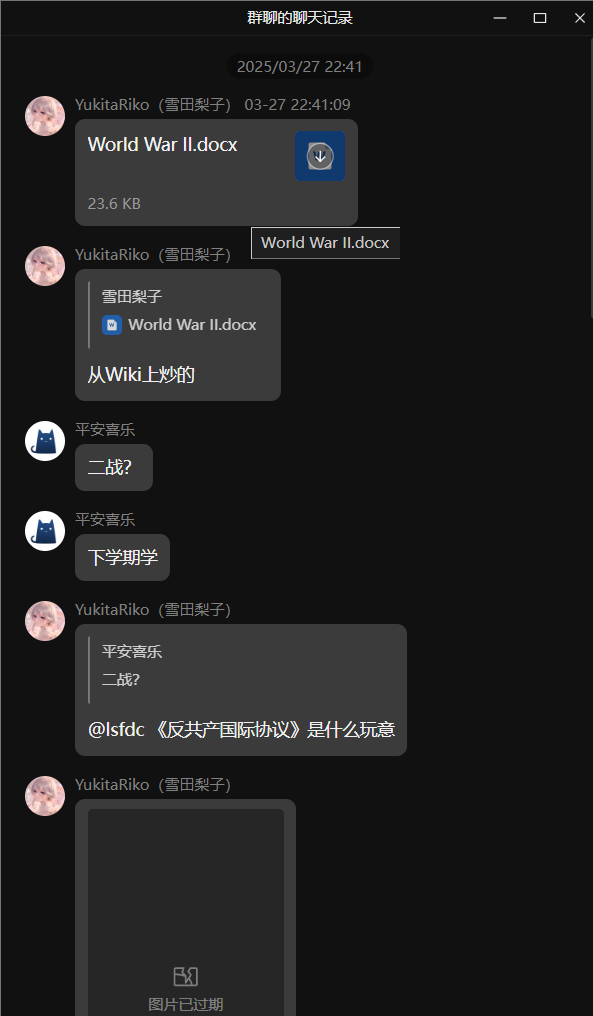 群聊的聊天记录
2025/03/27 22:41
YukitaRiko（雪田梨子） 03-27 22:41:09
World War II.docx
23.6 KB
World War II.docx
YukitaRiko（雪田梨子）
雪田梨子
World War II.docx
从Wiki上炒的
平安喜乐
二战？
平安喜乐
下学期学
YukitaRiko（雪田梨子）
平安喜乐
二战？
@lsfdc 《反共产国际协议》是什么玩意
YukitaRiko（雪田梨子）
图片已过期